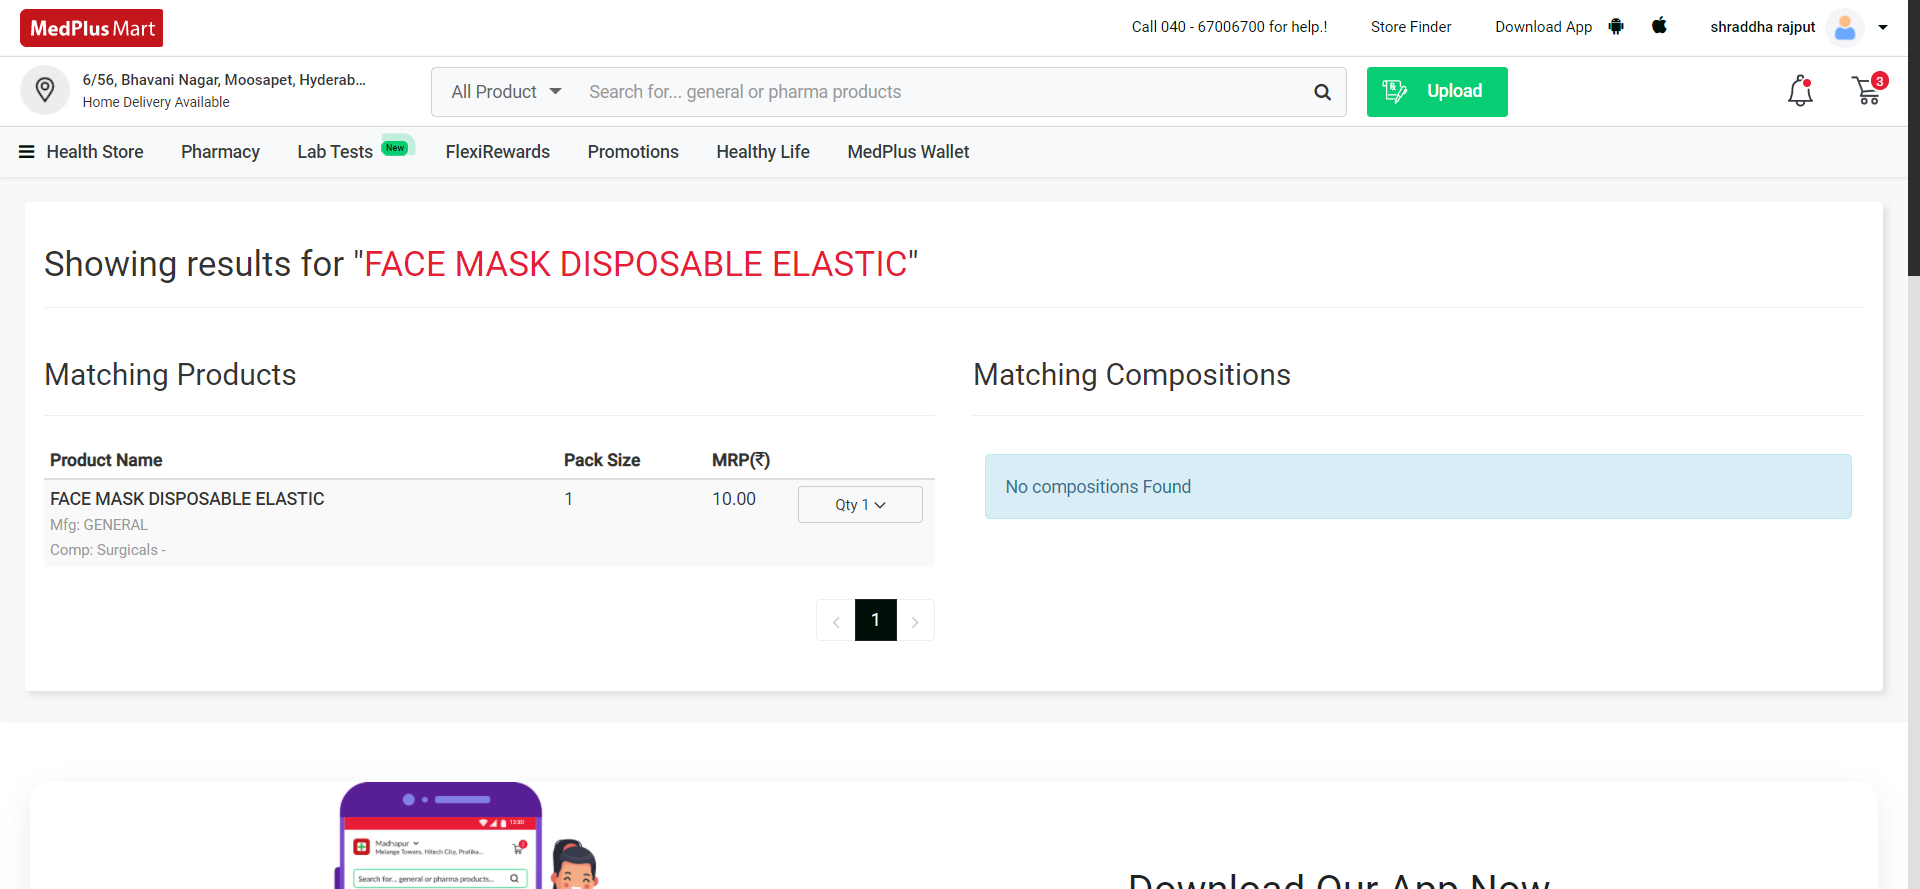 MedPlus Mart
Call 040 - 67006700 for help.!
Store Finder
Download App
shraddha rajput
6/56, Bhavani Nagar, Moosapet, Hyderab...
Home Delivery Available
All Product
Search for... general or pharma products
Upload
3
Health Store
Pharmacy
Lab Tests
New
FlexiRewards
Promotions
Healthy Life
MedPlus Wallet
Showing results for "FACE MASK DISPOSABLE ELASTIC"
Matching Products
Matching Compositions
Product Name
Pack Size
MRP(₹)
FACE MASK DISPOSABLE ELASTIC
1
10.00
Qty 1
Mfg: GENERAL
Comp: Surgicals -
No compositions Found
1
12:30
Madhapur
Melange Towers, Hitech City, Pratika...
2
Search for... general or pharma products...
Download Our App Now